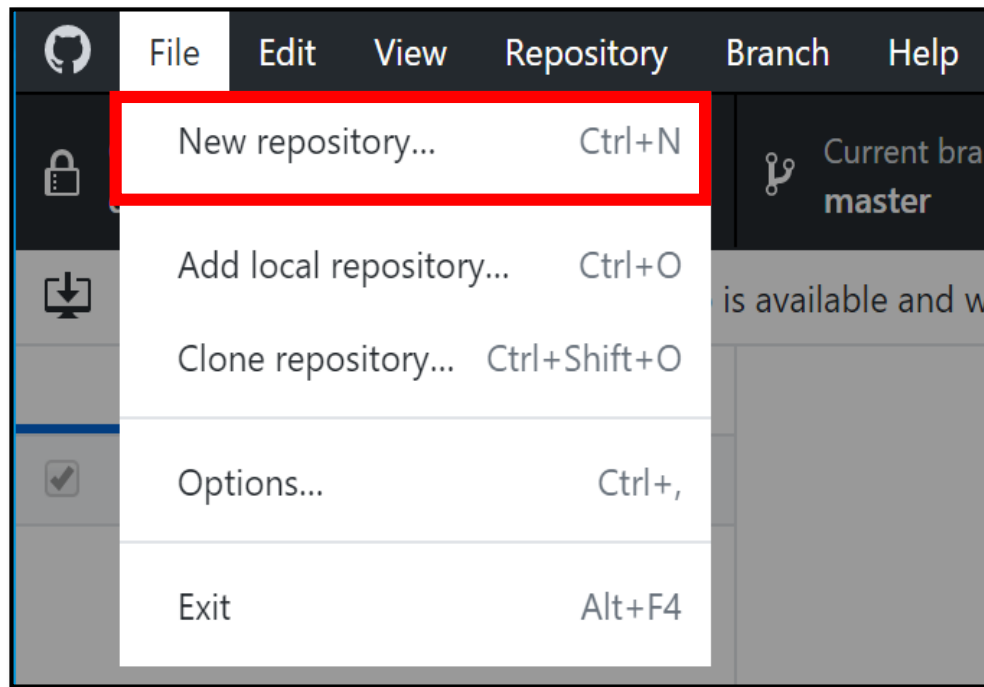 File Edit View Repository Branch Help
New repository... Ctrl+N
Current bra
master
Add local repository... Ctrl+O
is available and w
Clone repository... Ctrl+Shift+O
Options... Ctrl+,
Exit Alt+F4